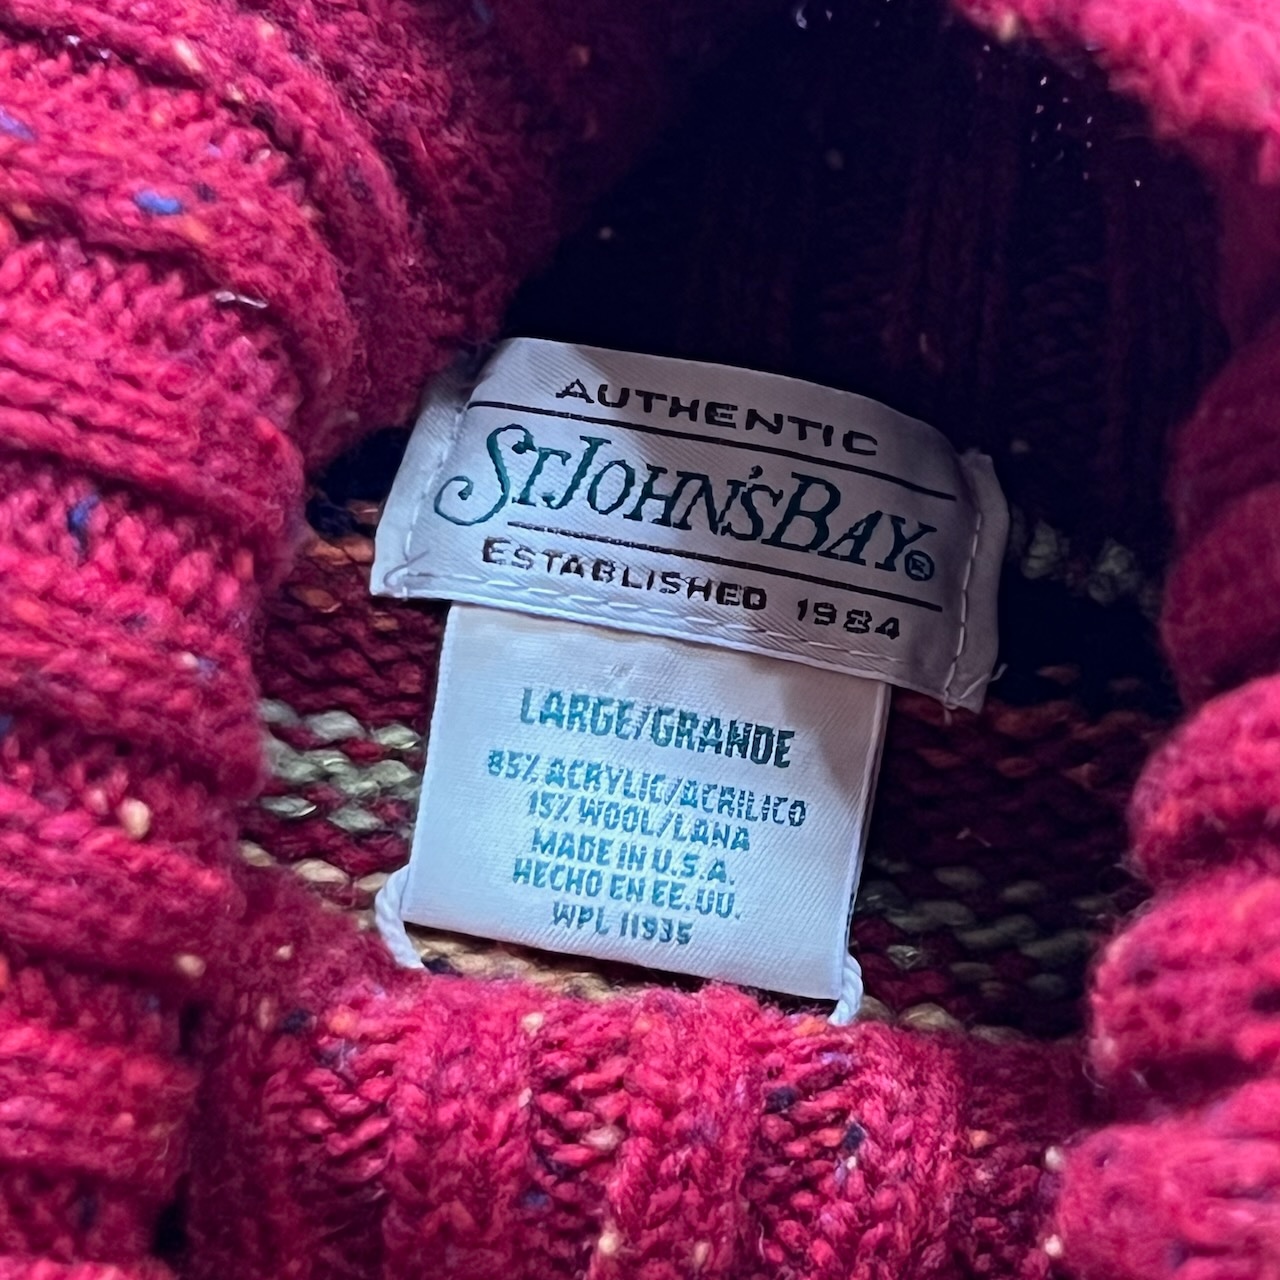 AUTHENTIC
ST JOHN'S BAY®
ESTABLISHED 1984
LARGE/GRANDE
85% ACRYLIC/ACRILICO
15% WOOL/LANA
MADE IN U.S.A.
HECHO EN EE.UU.
WPL 11935